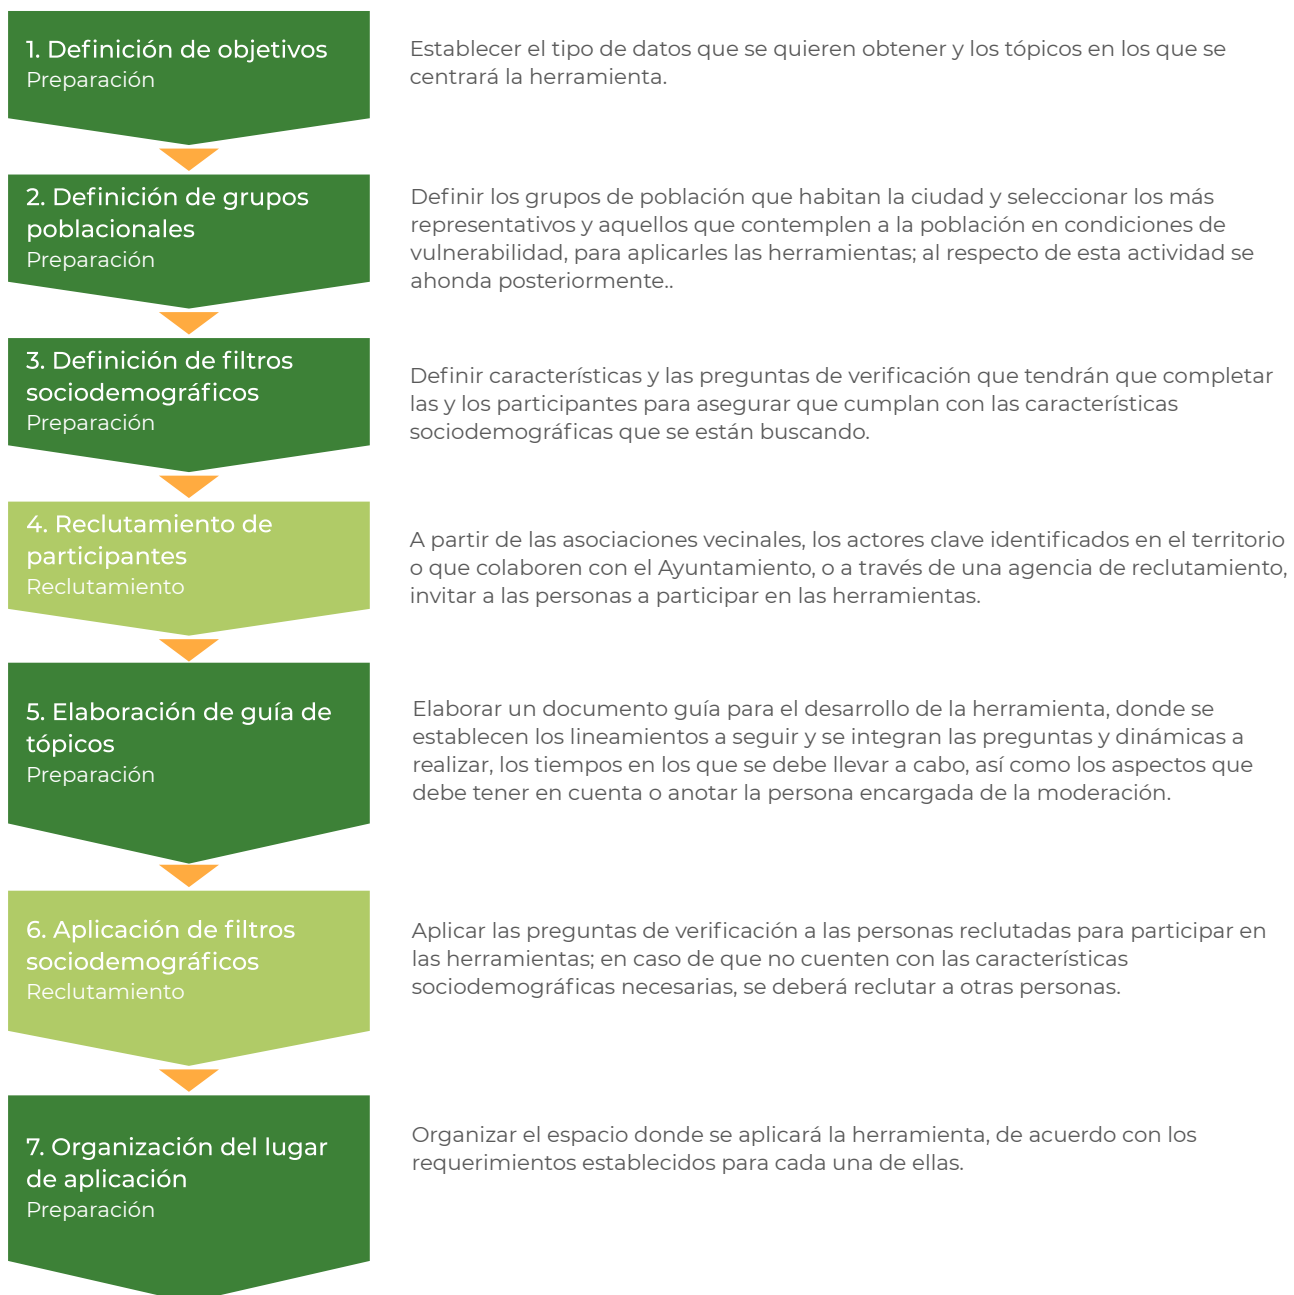 1. Definición de objetivos
Preparación
Establecer el tipo de datos que se quieren obtener y los tópicos en los que se
centrará la herramienta.
2. Definición de grupos
poblacionales
Preparación
Definir los grupos de población que habitan la ciudad y seleccionar los más
representativos y aquellos que contemplen a la población en condiciones de
vulnerabilidad, para aplicarles las herramientas; al respecto de esta actividad se
ahonda posteriormente..
3. Definición de filtros
sociodemográficos
Preparación
Definir características y las preguntas de verificación que tendrán que completar
las y los participantes para asegurar que cumplan con las características
sociodemográficas que se están buscando.
4. Reclutamiento de
participantes
Reclutamiento
A partir de las asociaciones vecinales, los actores clave identificados en el territorio
o que colaboren con el Ayuntamiento, o a través de una agencia de reclutamiento,
invitar a las personas a participar en las herramientas.
5. Elaboración de guía de
tópicos
Preparación
Elaborar un documento guía para el desarrollo de la herramienta, donde se
establecen los lineamientos a seguir y se integran las preguntas y dinámicas a
realizar, los tiempos en los que se debe llevar a cabo, así como los aspectos que
debe tener en cuenta o anotar la persona encargada de la moderación.
6. Aplicación de filtros
sociodemográficos
Reclutamiento
Aplicar las preguntas de verificación a las personas reclutadas para participar en
las herramientas; en caso de que no cuenten con las características
sociodemográficas necesarias, se deberá reclutar a otras personas.
7. Organización del lugar
de aplicación
Preparación
Organizar el espacio donde se aplicará la herramienta, de acuerdo con los
requerimientos establecidos para cada una de ellas.